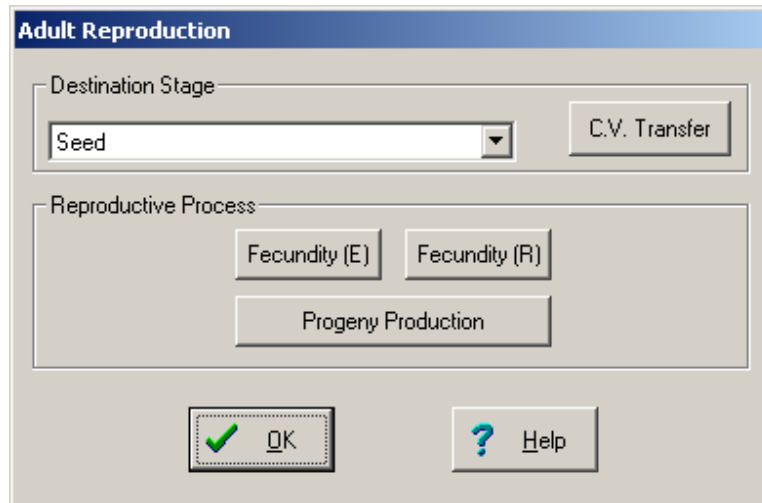 Adult Reproduction
Destination Stage
Seed
C.V. Transfer
Reproductive Process
Fecundity (E)
Fecundity (R)
Progeny Production
OK
? Help